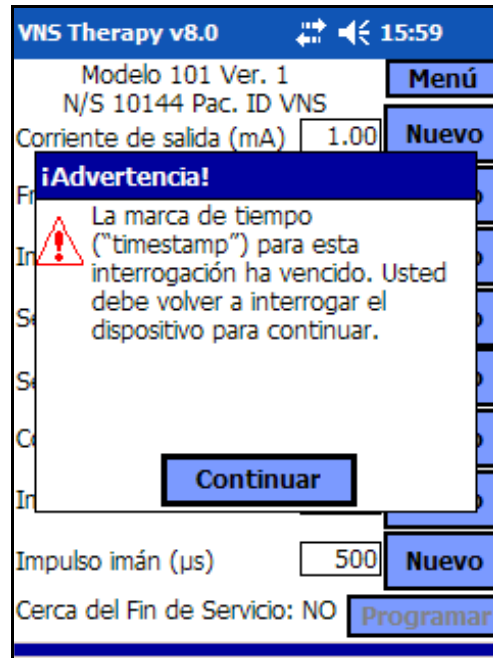 VNS Therapy v8.0 15:59
Modelo 101 Ver. 1
N/S 10144 Pac. ID VNS
Menú
Corriente de salida (mA) 1.00 Nuevo
¡Advertencia!
La marca de tiempo
("timestamp") para esta
interrogación ha vencido. Usted
debe volver a interrogar el
dispositivo para continuar.
Continuar
Impulso imán (µs) 500 Nuevo
Cerca del Fin de Servicio: NO Programar